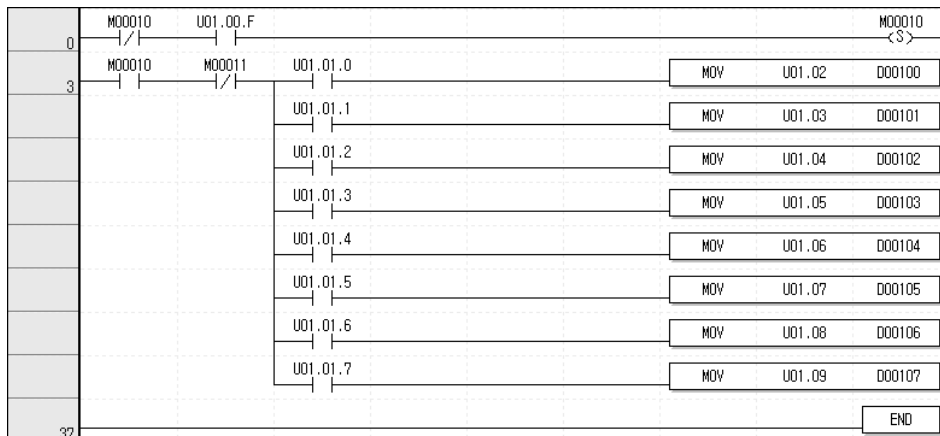 M00010 U01.00.F M00010
0 S
M00010 M00011 U01.01.0
3 MOV U01.02 D00100
U01.01.1
MOV U01.03 D00101
U01.01.2
MOV U01.04 D00102
U01.01.3
MOV U01.05 D00103
U01.01.4
MOV U01.06 D00104
U01.01.5
MOV U01.07 D00105
U01.01.6
MOV U01.08 D00106
U01.01.7
MOV U01.09 D00107
END
37